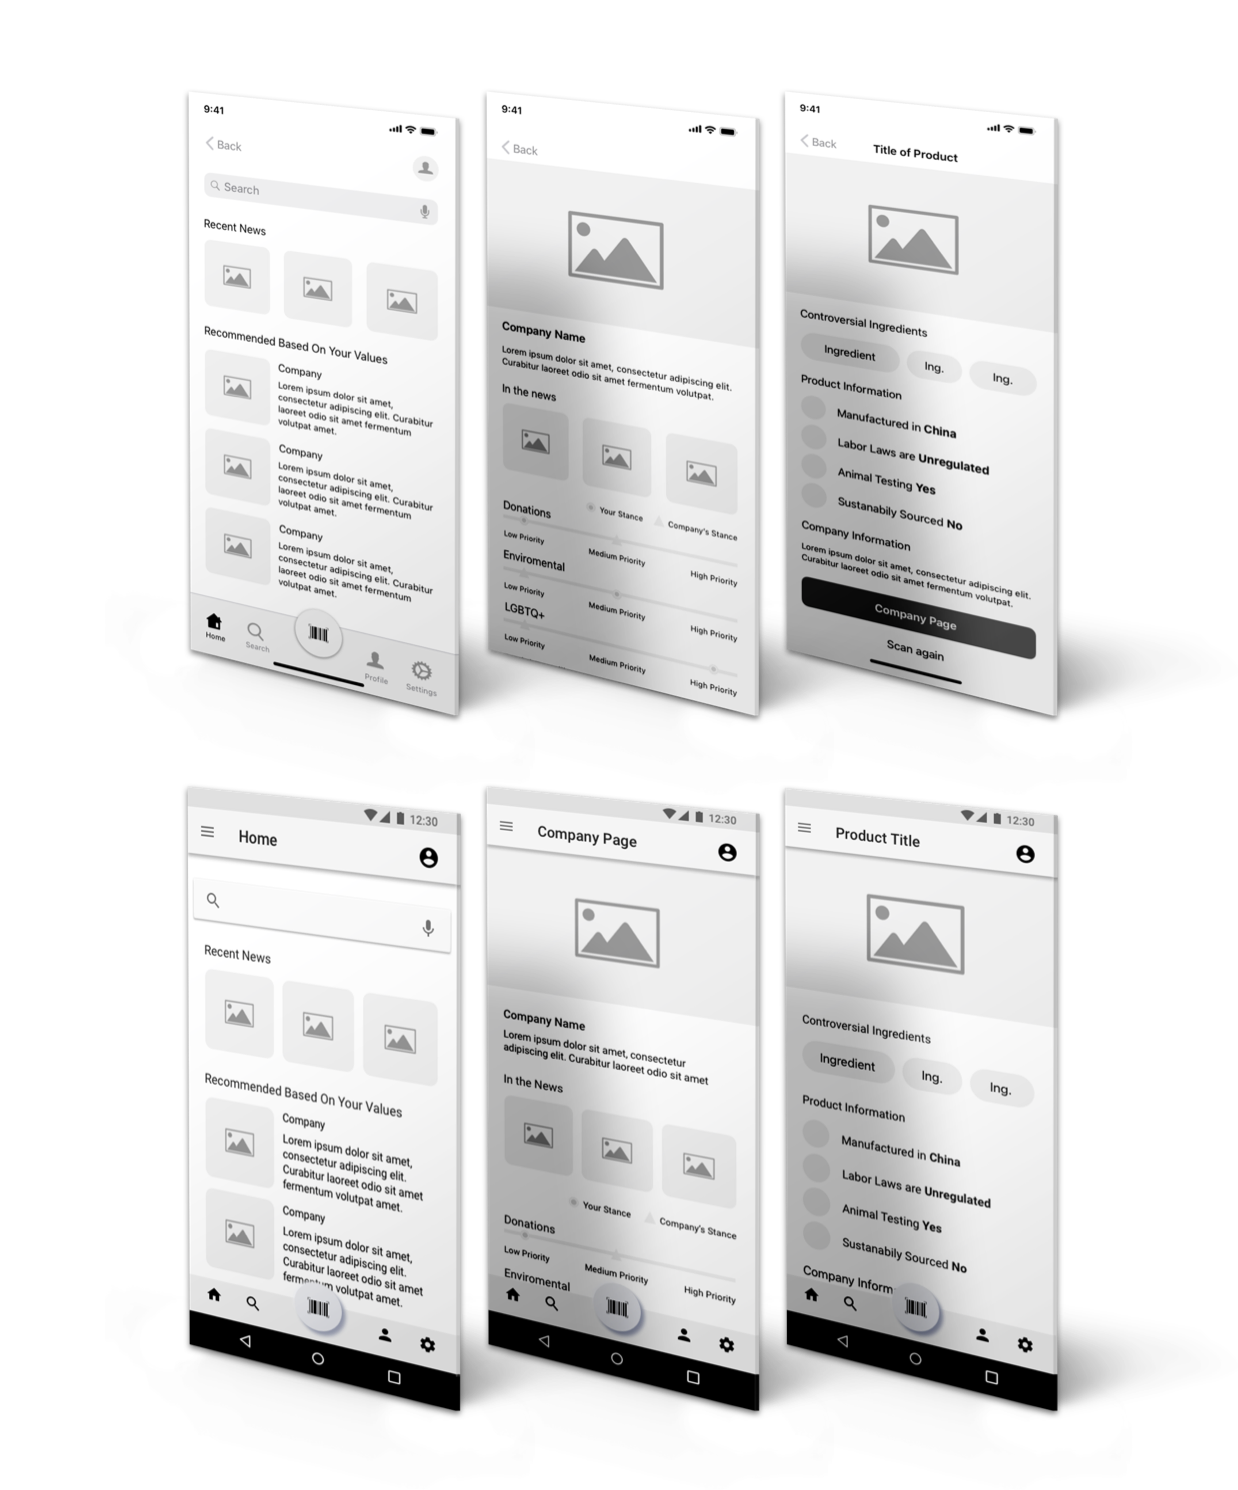 9:41
Back
Search
Recent News
Recommended Based On Your Values
Company
Lorem ipsum dolor sit amet,
consectetur adipiscing elit. Curabitur
laoreet odio sit amet fermentum
volutpat amet.
Company
Lorem ipsum dolor sit amet,
consectetur adipiscing elit. Curabitur
laoreet odio sit amet fermentum
volutpat amet.
Company
Lorem ipsum dolor sit amet,
consectetur adipiscing elit. Curabitur
laoreet odio sit amet fermentum
volutpat amet.
Home
Search
Profile
Settings
9:41
Back
Company Name
Lorem ipsum dolor sit amet, consectetur adipiscing elit.
Curabitur laoreet odio sit amet fermentum volutpat.
In the news
Your Stance
Company's Stance
Donations
Low Priority
Medium Priority
High Priority
Enviromental
Low Priority
Medium Priority
High Priority
LGBTQ+
Low Priority
Medium Priority
High Priority
9:41
Back
Title of Product
Controversial Ingredients
Ingredient
Ing.
Ing.
Product Information
Manufactured in China
Labor Laws are Unregulated
Animal Testing Yes
Sustanabily Sourced No
Company Information
Lorem ipsum dolor sit amet, consectetur adipiscing elit.
Curabitur laoreet odio sit amet fermentum volutpat.
Company Page
Scan again
12:30
Home
Recent News
Recommended Based On Your Values
Company
Lorem ipsum dolor sit amet,
consectetur adipiscing elit.
Curabitur laoreet odio sit amet
fermentum volutpat amet.
Company
Lorem ipsum dolor sit amet,
consectetur adipiscing elit.
Curabitur laoreet odio sit amet
fermentum volutpat amet.
12:30
Company Page
Company Name
Lorem ipsum dolor sit amet, consectetur
adipiscing elit. Curabitur laoreet odio sit amet
In the News
Your Stance
Company's Stance
Donations
Low Priority
Medium Priority
High Priority
Enviromental
12:30
Product Title
Controversial Ingredients
Ingredient
Ing.
Ing.
Product Information
Manufactured in China
Labor Laws are Unregulated
Animal Testing Yes
Sustanabily Sourced No
Company Inform